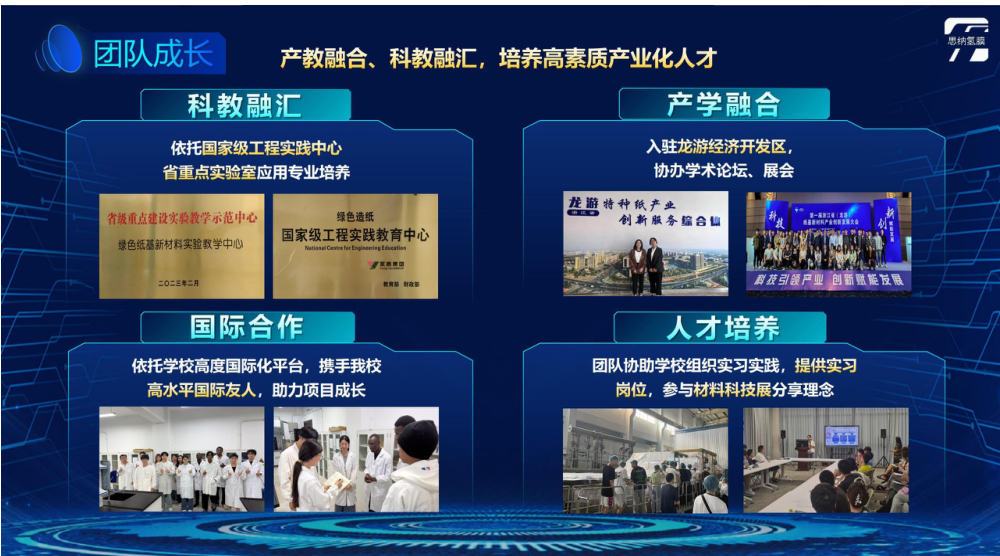 团队成长
产教融合、科教融汇，培养高素质产业化人才
思纳氢膜
科教融汇
依托国家级工程实践中心
省重点实验室应用专业培养
省级重点建设实验教学示范中心
绿色纸基新材料实验教学中心
二〇二三年二月
绿色造纸
国家级工程实践教育中心
National Centre for Engineering Education
教育部 财政部
产学融合
入驻龙游经济开发区，
协办学术论坛、展会
龙游特种纸产业
创新服务综合体
科技
创新
科技引领产业 创新赋能发展
国际合作
依托学校高度国际化平台，携手我校
高水平国际友人，助力项目成长
人才培养
团队协助学校组织实习实践，提供实习
岗位，参与材料科技展分享理念